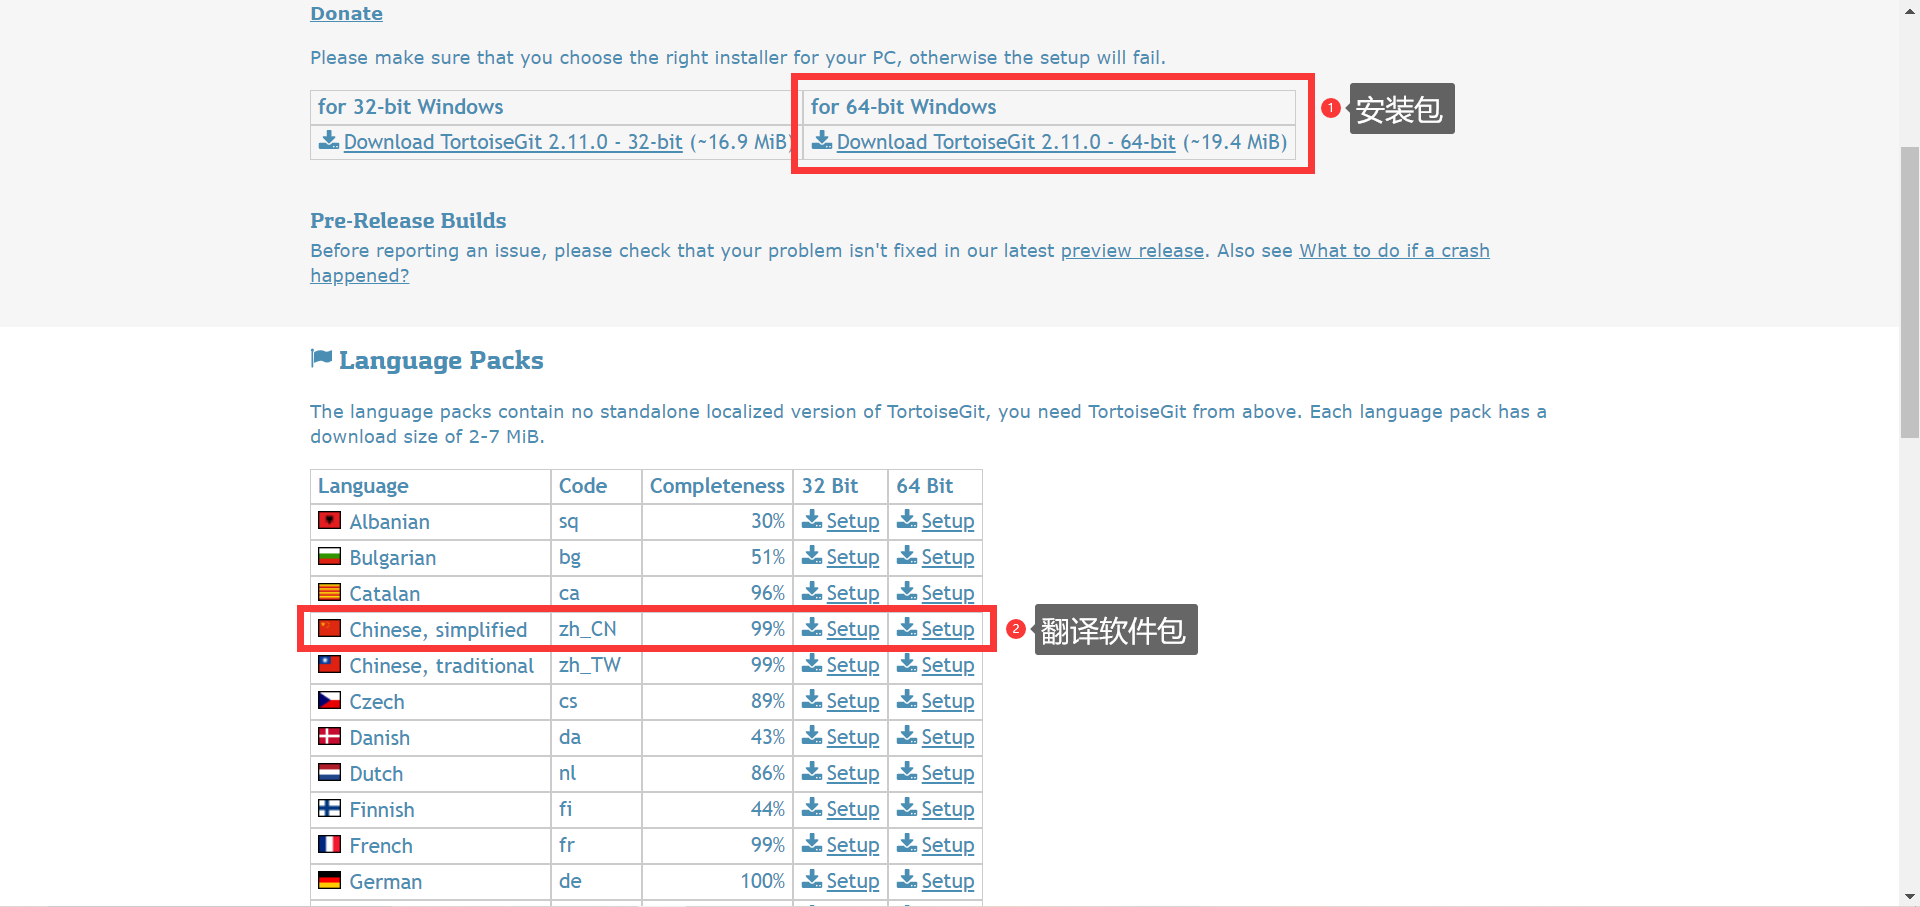 Donate
Please make sure that you choose the right installer for your PC, otherwise the setup will fail.
for 32-bit Windows for 64-bit Windows 1 安装包
Download TortoiseGit 2.11.0 - 32-bit (~16.9 MiB) Download TortoiseGit 2.11.0 - 64-bit (~19.4 MiB)
Pre-Release Builds
Before reporting an issue, please check that your problem isn't fixed in our latest preview release. Also see What to do if a crash
happened?
Language Packs
The language packs contain no standalone localized version of TortoiseGit, you need TortoiseGit from above. Each language pack has a
download size of 2-7 MiB.
Language Code Completeness 32 Bit 64 Bit
Albanian sq 30% Setup Setup
Bulgarian bg 51% Setup Setup
Catalan ca 96% Setup Setup
Chinese, simplified zh_CN 99% Setup Setup 2 翻译软件包
Chinese, traditional zh_TW 99% Setup Setup
Czech cs 89% Setup Setup
Danish da 43% Setup Setup
Dutch nl 86% Setup Setup
Finnish fi 44% Setup Setup
French fr 99% Setup Setup
German de 100% Setup Setup